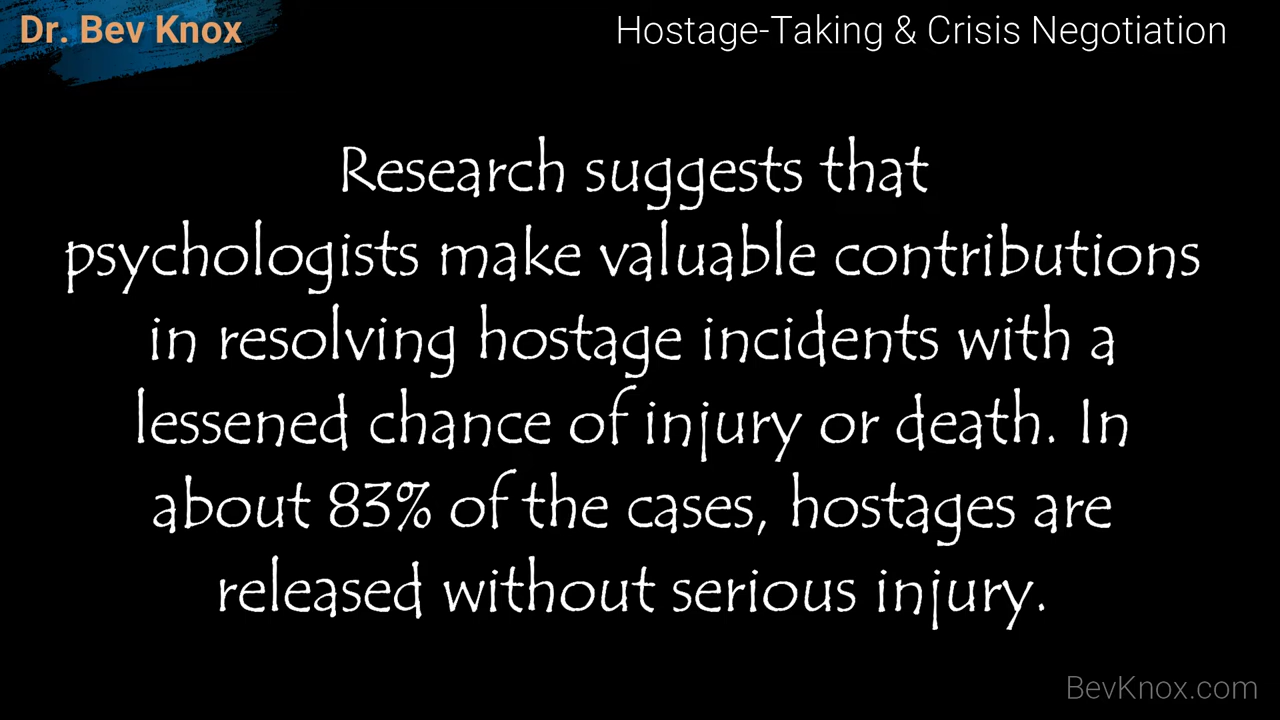 Dr. Bev Knox
Hostage-Taking & Crisis Negotiation
Research suggests that
psychologists make valuable contributions
in resolving hostage incidents with a
lessened chance of injury or death. In
about 83% of the cases, hostages are
released without serious injury.
BevKnox.com